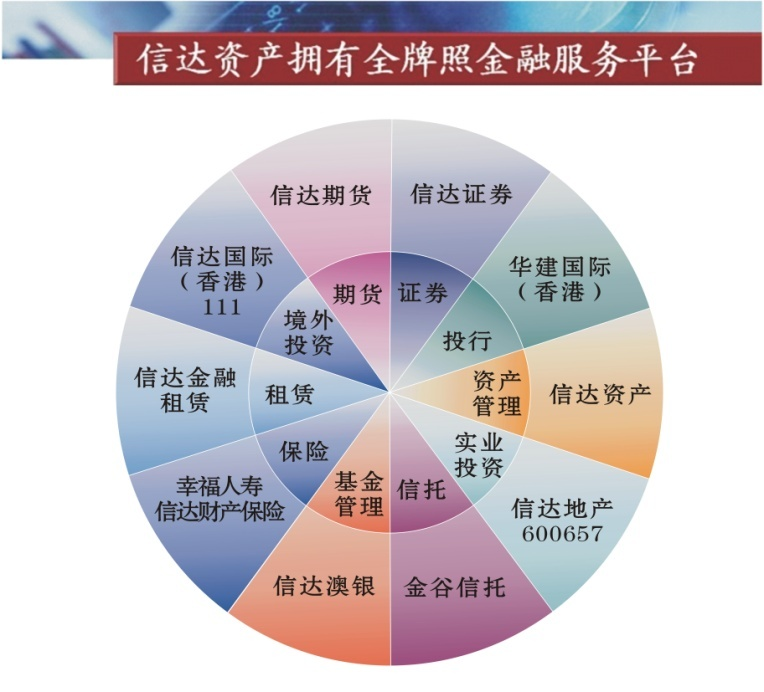 信达资产拥有全牌照金融服务平台
信达期货
信达证券
信达国际
（香港）
111
华建国际
（香港）
期货
证券
境外
投资
投行
信达金融
租赁
租赁
资产
管理
信达资产
保险
实业
投资
幸福人寿
信达财产保险
基金
管理
信托
信达地产
600657
信达澳银
金谷信托